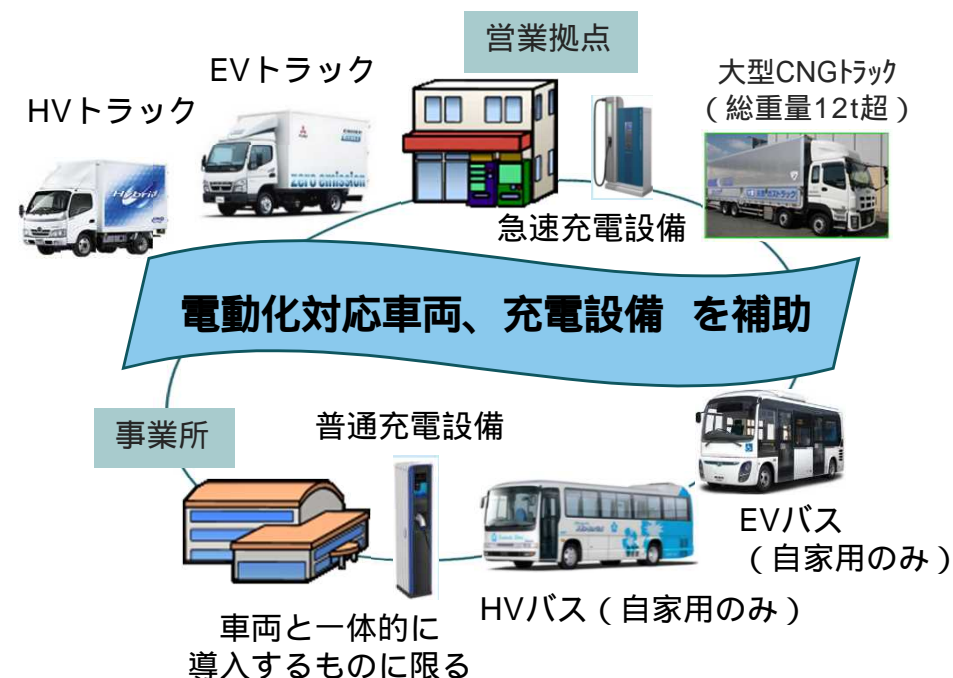 営業拠点
EVトラック
HVトラック
大型CNGトラック
（総重量12t超）
Hybrid
zero emission
急速充電設備
電動化対応車両、充電設備 を補助
事業所
普通充電設備
EVバス
（自家用のみ）
HVバス（自家用のみ）
車両と一体的に
導入するものに限る